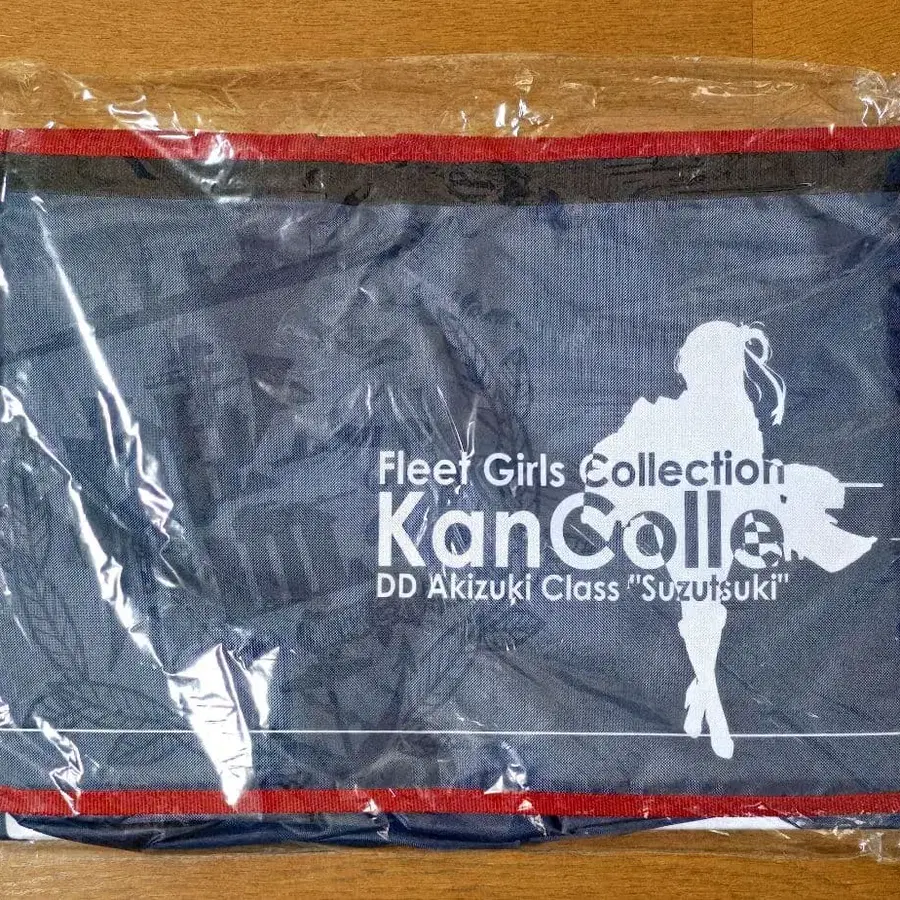 Fleet Girls Collection
KanColle
DD Akizuki Class "Suzutsuki"